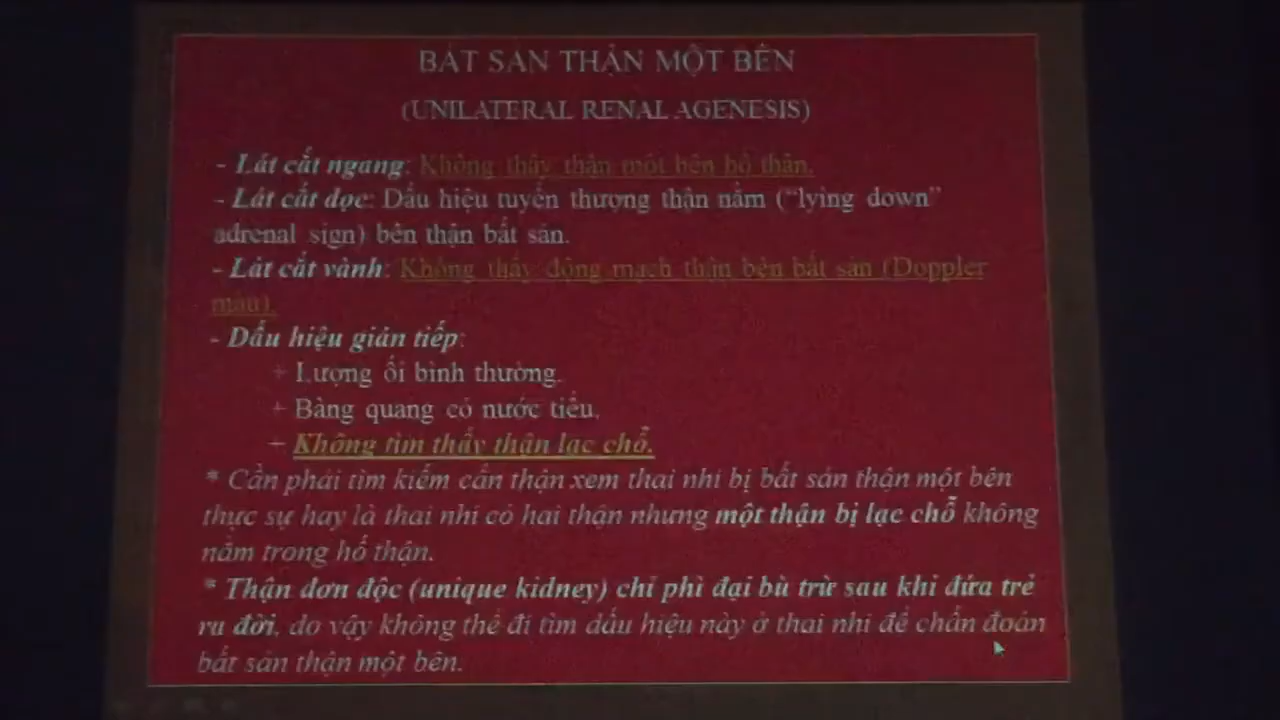 BẤT SẢN THẬN MỘT BÊN
(UNILATERAL RENAL AGENESIS)
- Lát cắt ngang: Không thấy thận một bên hố thận.
- Lát cắt dọc: Dấu hiệu tuyến thượng thận nằm (“lying down”
adrenal sign) bên thận bất sản.
- Lát cắt vành: Không thấy động mạch thận bên bất sản (Doppler
màu).
- Dấu hiệu gián tiếp:
+ Lượng ối bình thường.
+ Bàng quang có nước tiểu.
+ Không tìm thấy thận lạc chổ.
* Cần phải tìm kiếm cẩn thận xem thai nhi bị bất sản thận một bên
thực sự hay là thai nhi có hai thận nhưng một thận bị lạc chỗ không
nằm trong hố thận.
* Thận đơn độc (unique kidney) chỉ phì đại bù trừ sau khi đứa trẻ
ra đời, do vậy không thể đi tìm dấu hiệu này ở thai nhi để chẩn đoán
bất sản thận một bên.